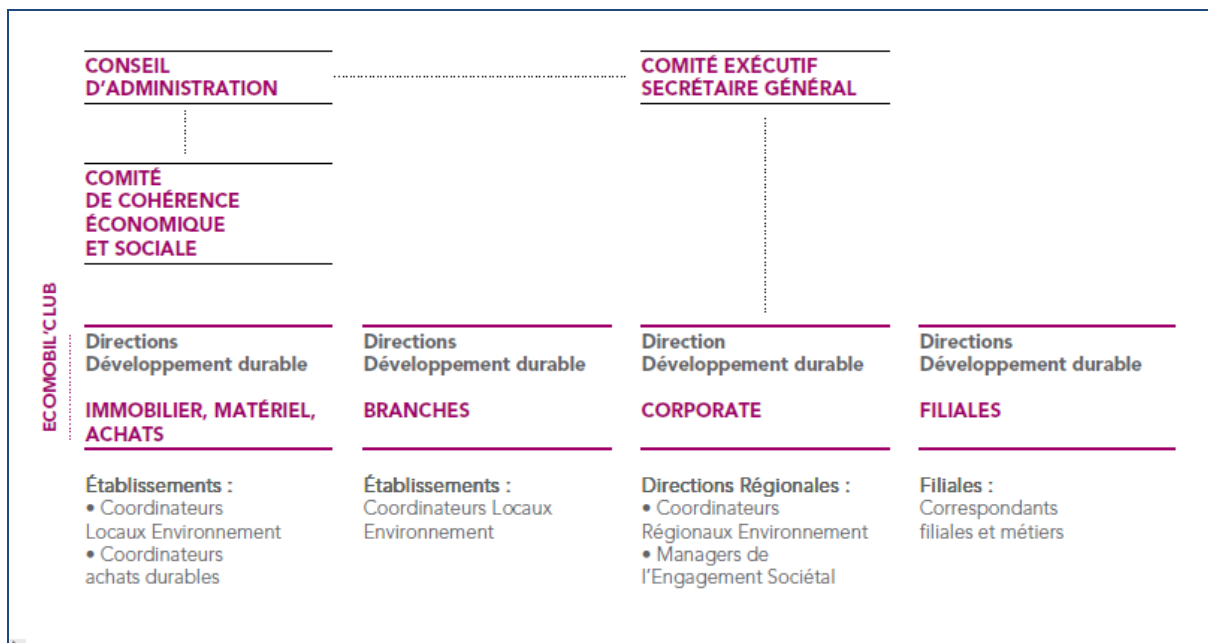 CONSEIL
D'ADMINISTRATION
COMITÉ EXÉCUTIF
SECRÉTAIRE GÉNÉRAL
COMITÉ
DE COHÉRENCE
ÉCONOMIQUE
ET SOCIALE
ECOMOBIL'CLUB
Directions
Développement durable
IMMOBILIER, MATÉRIEL,
ACHATS
Directions
Développement durable
BRANCHES
Direction
Développement durable
CORPORATE
Directions
Développement durable
FILIALES
Établissements :
• Coordinateurs
Locaux Environnement
• Coordinateurs
achats durables
Établissements :
Coordinateurs Locaux
Environnement
Directions Régionales :
• Coordinateurs
Régionaux Environnement
• Managers de
l'Engagement Sociétal
Filiales :
Correspondants
filiales et métiers